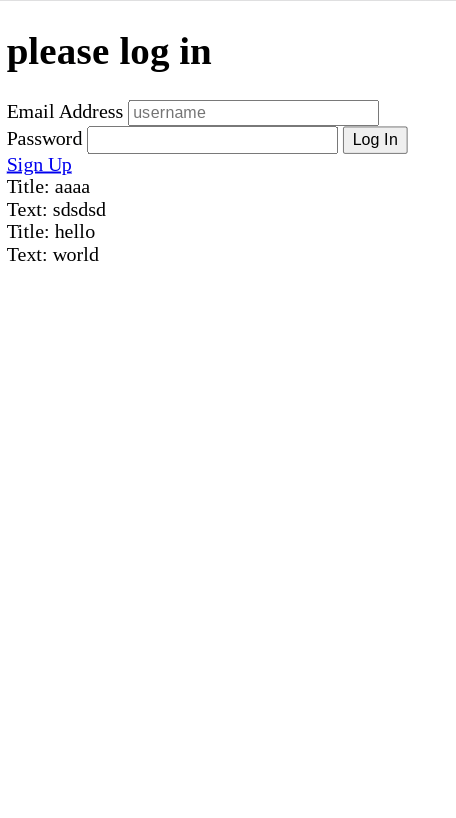 please log in
Email Address username
Password Log In
Sign Up
Title: aaaa
Text: sdsdsd
Title: hello
Text: world